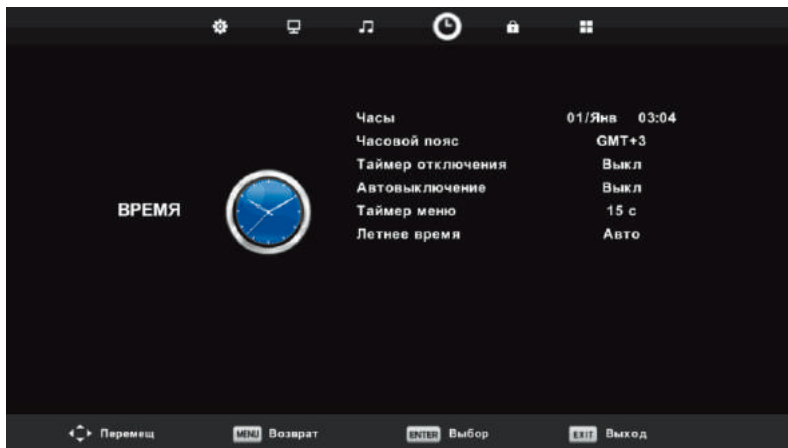 Часы 01/Янв 03:04
Часовой пояс GMT+3
Таймер отключения Выкл
Автовыключение Выкл
ВРЕМЯ
Таймер меню 15 с
Летнее время Авто
Перемещ MENU Возврат ENTER Выбор EXIT Выход